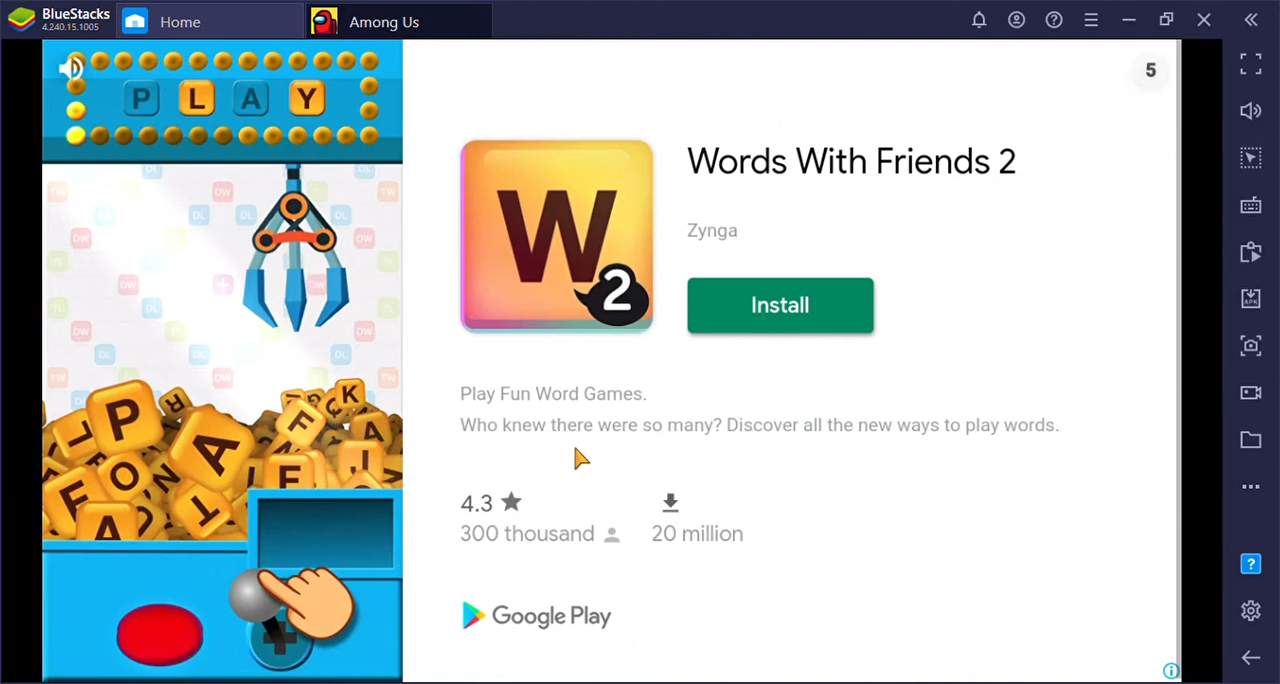 BlueStacks
4.240.15.1005
Home
Among Us
PLAY
5
W
2
Words With Friends 2
Zynga
Install
Play Fun Word Games.
Who knew there were so many? Discover all the new ways to play words.
4.3
300 thousand
20 million
Google Play
APK
?